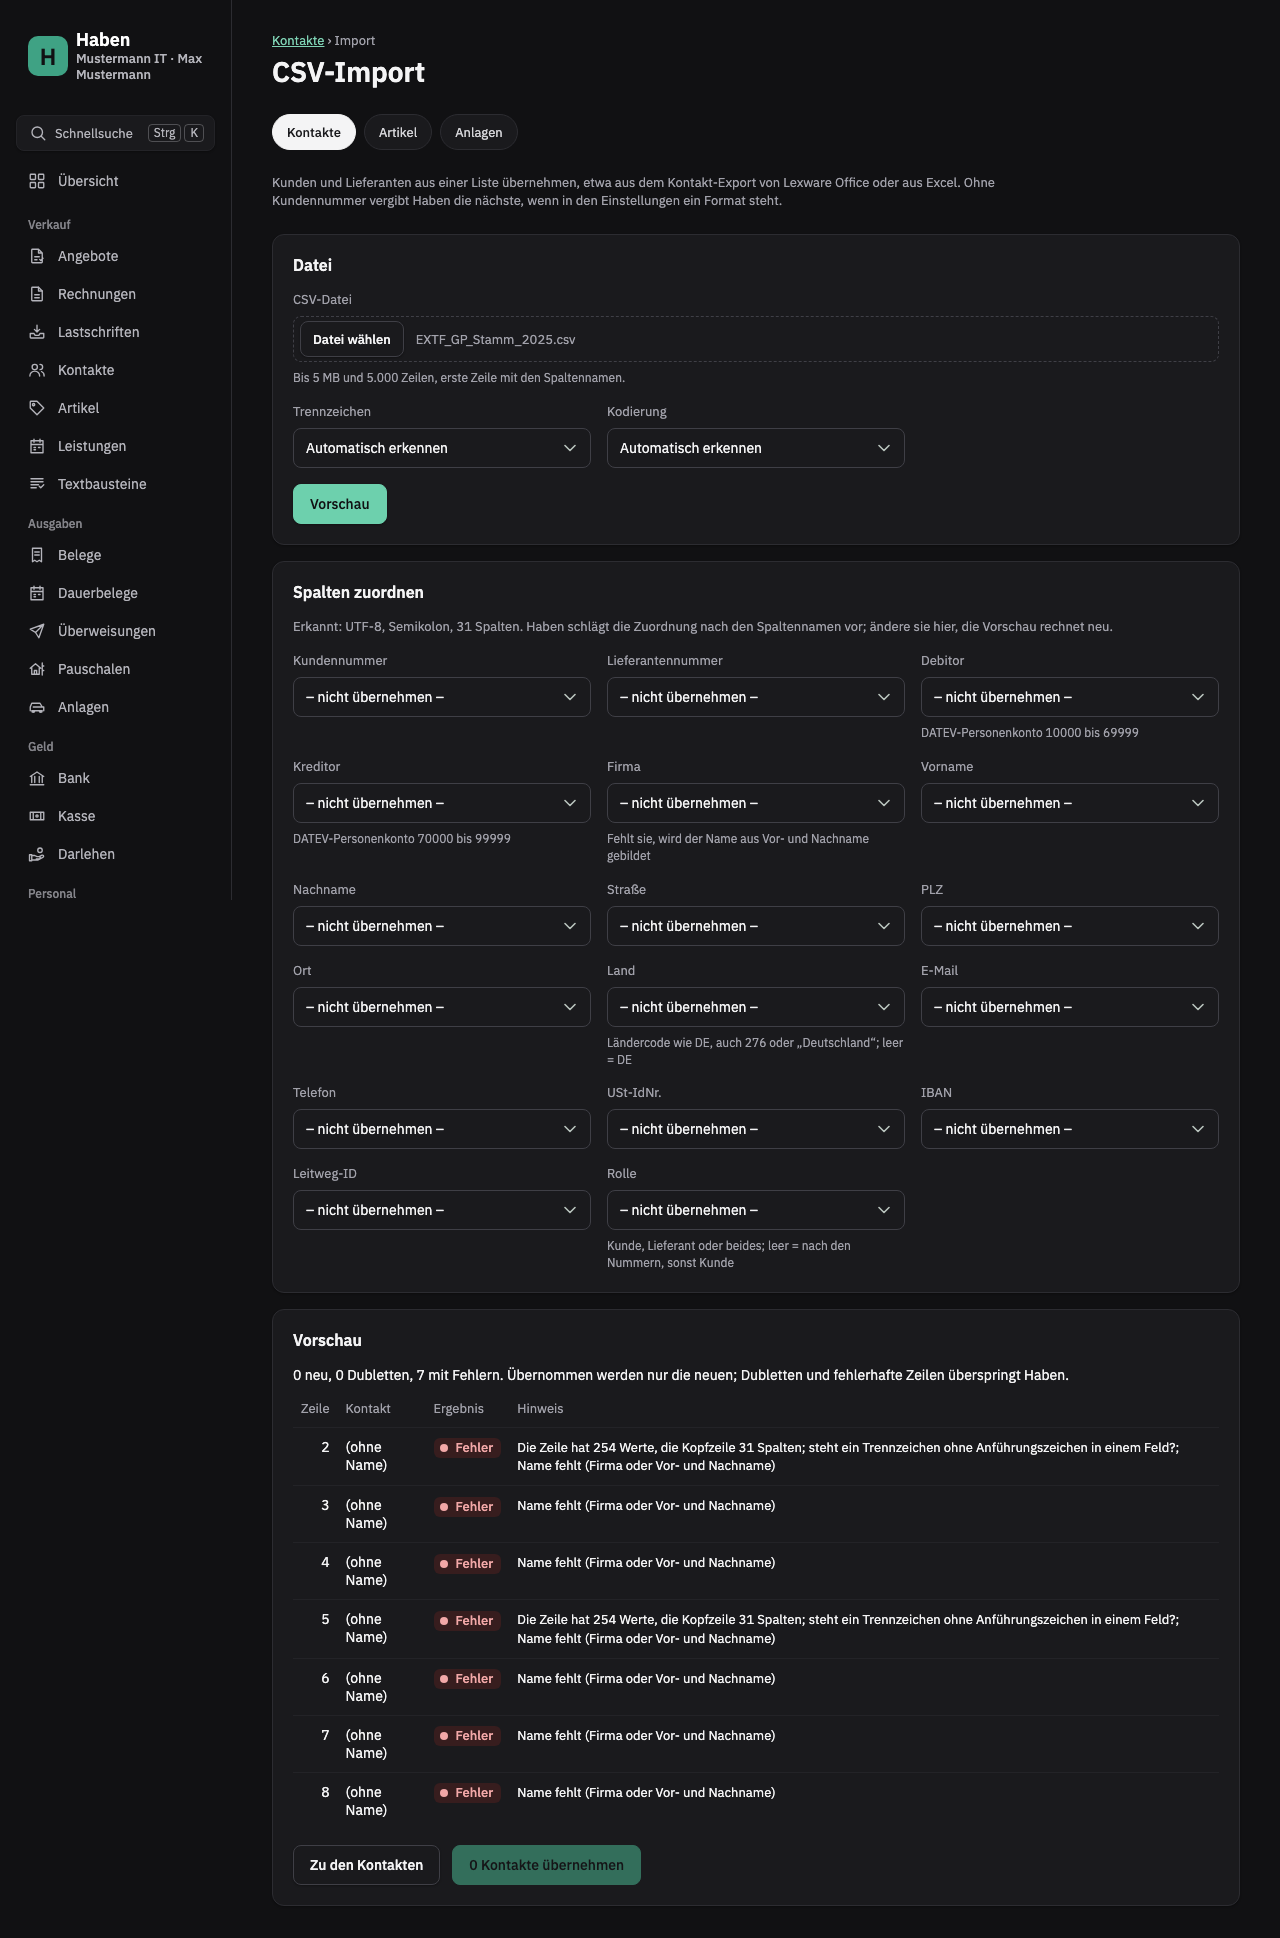 H
Haben
Mustermann IT · Max
Mustermann
Schnellsuche Strg K
Übersicht
Verkauf
Angebote
Rechnungen
Lastschriften
Kontakte
Artikel
Leistungen
Textbausteine
Ausgaben
Belege
Dauerbelege
Überweisungen
Pauschalen
Anlagen
Geld
Bank
Kasse
Darlehen
Personal
Kontakte › Import
CSV-Import
Kontakte Artikel Anlagen
Kunden und Lieferanten aus einer Liste übernehmen, etwa aus dem Kontakt-Export von Lexware Office oder aus Excel. Ohne
Kundennummer vergibt Haben die nächste, wenn in den Einstellungen ein Format steht.
Datei
CSV-Datei
Datei wählen EXTF_GP_Stamm_2025.csv
Bis 5 MB und 5.000 Zeilen, erste Zeile mit den Spaltennamen.
Trennzeichen Kodierung
Automatisch erkennen Automatisch erkennen
Vorschau
Spalten zuordnen
Erkannt: UTF-8, Semikolon, 31 Spalten. Haben schlägt die Zuordnung nach den Spaltennamen vor; ändere sie hier, die Vorschau rechnet neu.
Kundennummer Lieferantennummer Debitor
– nicht übernehmen – – nicht übernehmen – – nicht übernehmen –
DATEV-Personenkonto 10000 bis 69999
Kreditor Firma Vorname
– nicht übernehmen – – nicht übernehmen – – nicht übernehmen –
DATEV-Personenkonto 70000 bis 99999 Fehlt sie, wird der Name aus Vor- und Nachname
gebildet
Nachname Straße PLZ
– nicht übernehmen – – nicht übernehmen – – nicht übernehmen –
Ort Land E-Mail
– nicht übernehmen – – nicht übernehmen – – nicht übernehmen –
Ländercode wie DE, auch 276 oder „Deutschland“; leer
= DE
Telefon USt-IdNr. IBAN
– nicht übernehmen – – nicht übernehmen – – nicht übernehmen –
Leitweg-ID Rolle
– nicht übernehmen – – nicht übernehmen –
Kunde, Lieferant oder beides; leer = nach den
Nummern, sonst Kunde
Vorschau
0 neu, 0 Dubletten, 7 mit Fehlern. Übernommen werden nur die neuen; Dubletten und fehlerhafte Zeilen überspringt Haben.
Zeile Kontakt Ergebnis Hinweis
2 (ohne Name) Fehler Die Zeile hat 254 Werte, die Kopfzeile 31 Spalten; steht ein Trennzeichen ohne Anführungszeichen in einem Feld?;
Name fehlt (Firma oder Vor- und Nachname)
3 (ohne Name) Fehler Name fehlt (Firma oder Vor- und Nachname)
4 (ohne Name) Fehler Name fehlt (Firma oder Vor- und Nachname)
5 (ohne Name) Fehler Die Zeile hat 254 Werte, die Kopfzeile 31 Spalten; steht ein Trennzeichen ohne Anführungszeichen in einem Feld?;
Name fehlt (Firma oder Vor- und Nachname)
6 (ohne Name) Fehler Name fehlt (Firma oder Vor- und Nachname)
7 (ohne Name) Fehler Name fehlt (Firma oder Vor- und Nachname)
8 (ohne Name) Fehler Name fehlt (Firma oder Vor- und Nachname)
Zu den Kontakten 0 Kontakte übernehmen